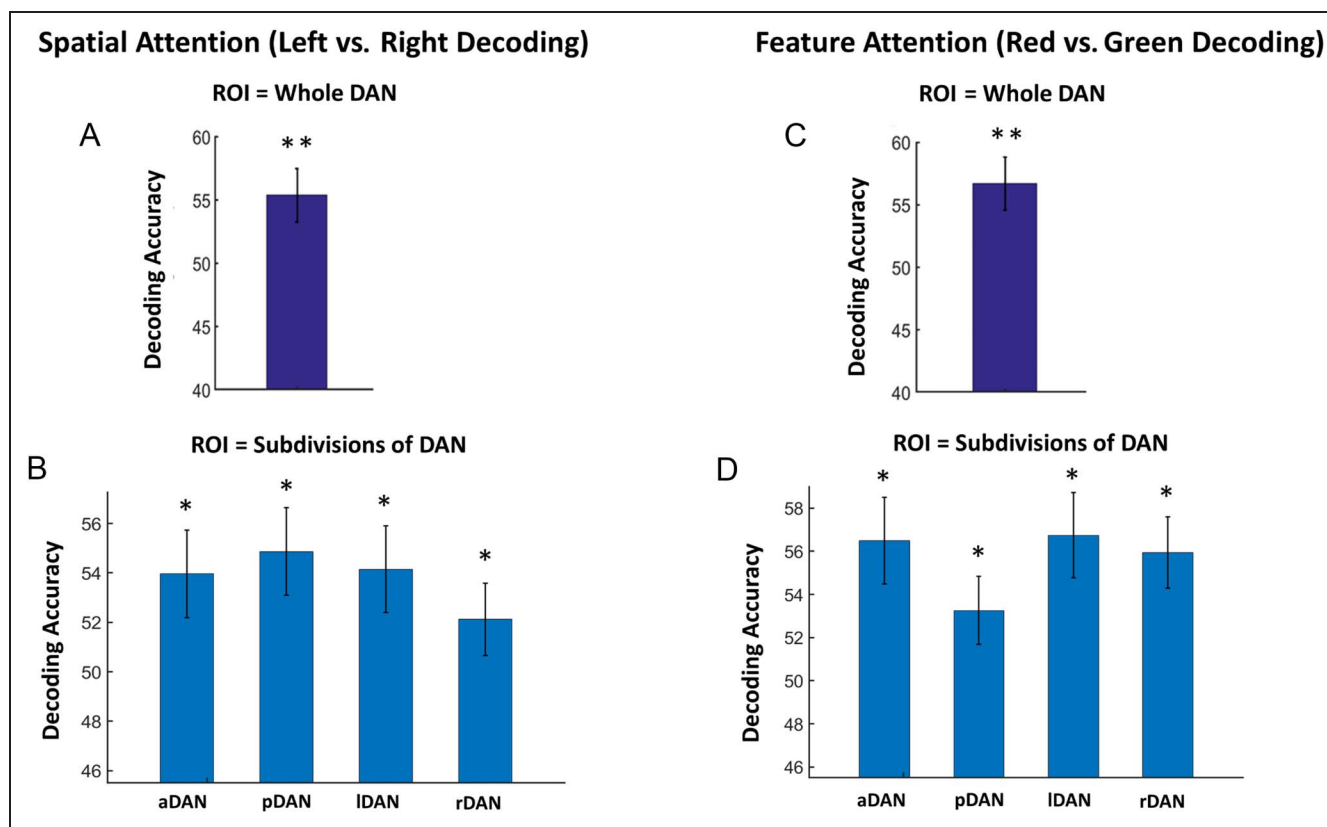 Spatial Attention (Left vs. Right Decoding)
ROI = Whole DAN
A
Decoding Accuracy
60
55
50
45
40
**
ROI = Subdivisions of DAN
B
Decoding Accuracy
56
54
52
50
48
46
* * * *
aDAN pDAN lDAN rDAN
Feature Attention (Red vs. Green Decoding)
ROI = Whole DAN
C
Decoding Accuracy
60
55
50
45
40
**
ROI = Subdivisions of DAN
D
Decoding Accuracy
58
56
54
52
50
48
46
* * * *
aDAN pDAN lDAN rDAN